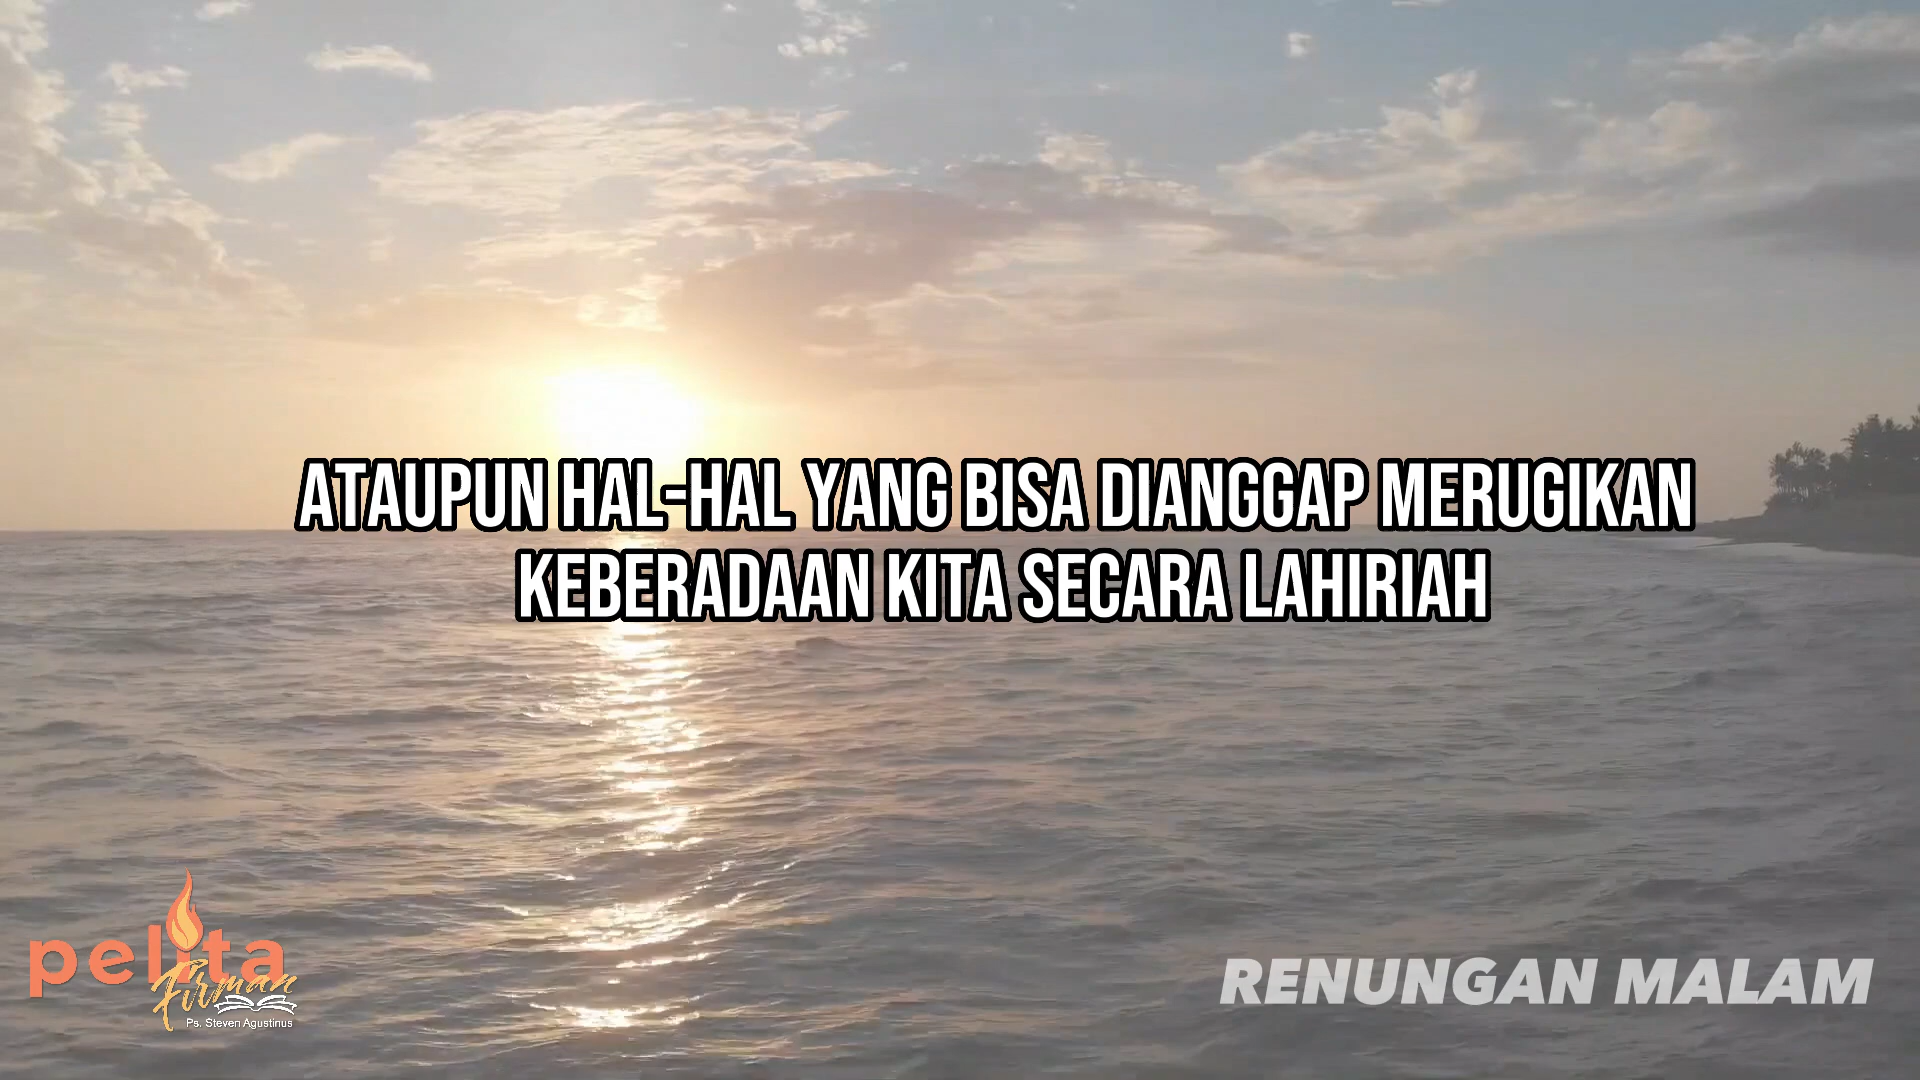 ATAUPUN HAL-HAL YANG BISA DIANGGAP MERUGIKAN
KEBERADAAN KITA SECARA LAHIRIAH
pelita
Firman
Ps. Steven Agustinus
RENUNGAN MALAM